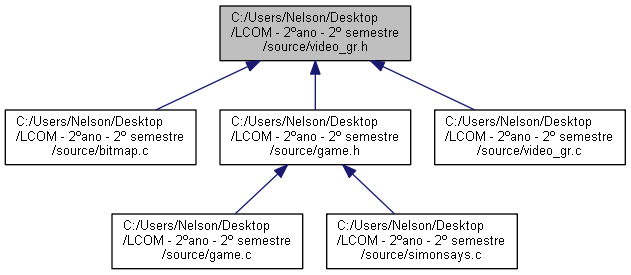 C:/Users/Nelson/Desktop
/LCOM - 2ºano - 2º semestre
/source/video_gr.h
C:/Users/Nelson/Desktop
/LCOM - 2ºano - 2º semestre
/source/bitmap.c
C:/Users/Nelson/Desktop
/LCOM - 2ºano - 2º semestre
/source/game.h
C:/Users/Nelson/Desktop
/LCOM - 2ºano - 2º semestre
/source/video_gr.c
C:/Users/Nelson/Desktop
/LCOM - 2ºano - 2º semestre
/source/game.c
C:/Users/Nelson/Desktop
/LCOM - 2ºano - 2º semestre
/source/simonsays.c